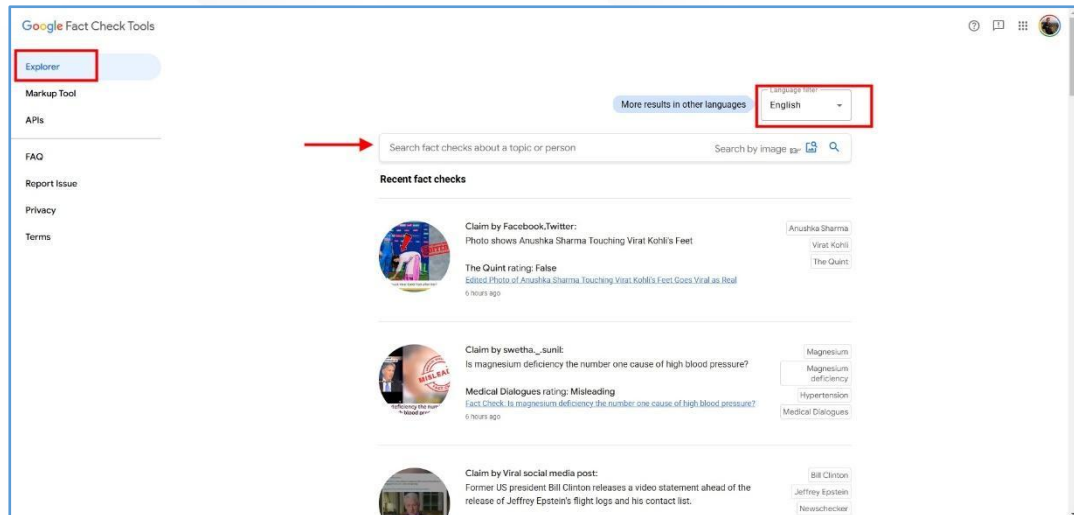 Google Fact Check Tools
Explorer
Markup Tool
APIs
FAQ
Report Issue
Privacy
Terms
More results in other languages
Language filter
English
Search fact checks about a topic or person
Search by image
Recent fact checks
Claim by Facebook,Twitter:
Photo shows Anushka Sharma Touching Virat Kohli's Feet
The Quint rating: False
Edited Photo of Anushka Sharma Touching Virat Kohli's Feet Goes Viral as Real
6 hours ago
Anushka Sharma
Virat Kohli
The Quint
Claim by swetha._.sunil:
Is magnesium deficiency the number one cause of high blood pressure?
Medical Dialogues rating: Misleading
Fact Check: Is magnesium deficiency the number one cause of high blood pressure?
6 hours ago
MISLEA
Magnesium
Magnesium
deficiency
Hypertension
Medical Dialogues
Claim by Viral social media post:
Former US president Bill Clinton releases a video statement ahead of the
release of Jeffrey Epstein's flight logs and his contact list.
Bill Clinton
Jeffrey Epstein
Newschecker